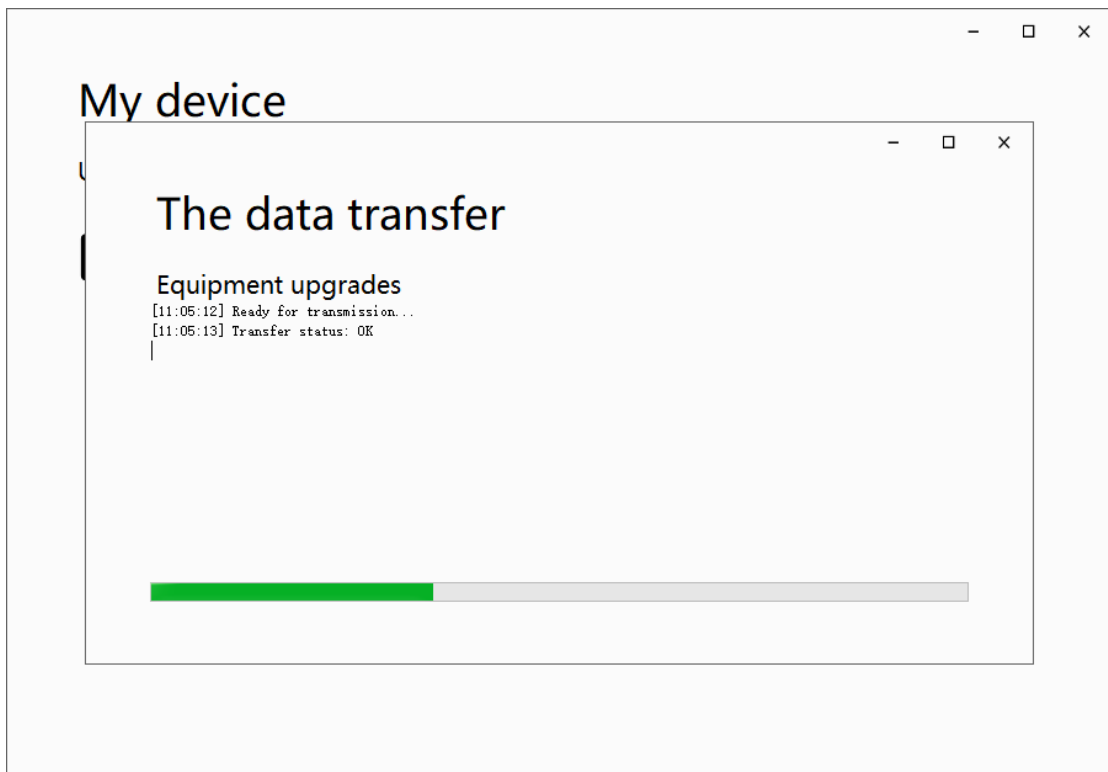 My device
The data transfer
Equipment upgrades
[11:05:12] Ready for transmission...
[11:05:13] Transfer status: OK